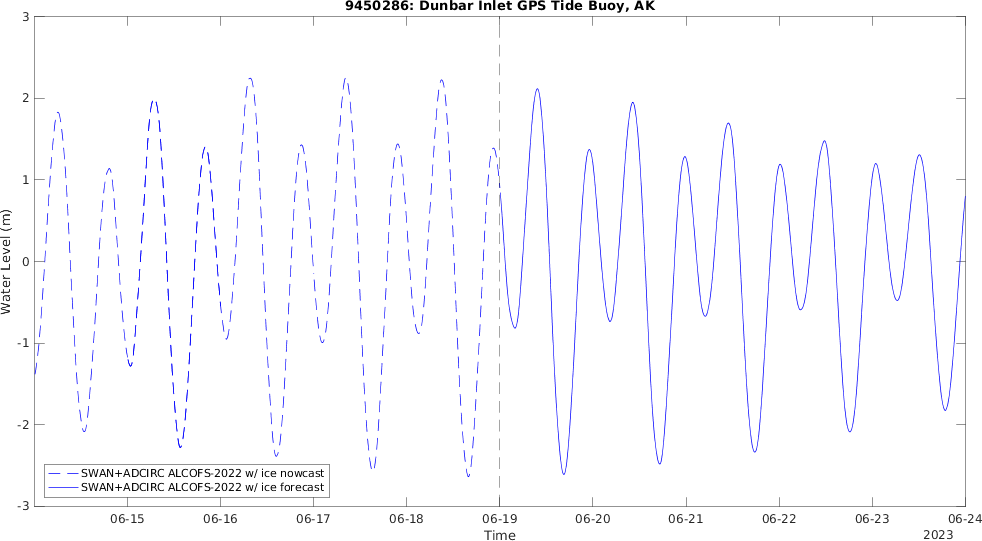 9450286: Dunbar Inlet GPS Tide Buoy, AK
3
2
1
0
-1
-2
-3
Water Level (m)
SWAN+ADCIRC ALCOFS-2022 w/ ice nowcast
SWAN+ADCIRC ALCOFS-2022 w/ ice forecast
06-15 06-16 06-17 06-18 06-19 06-20 06-21 06-22 06-23 06-24
Time
2023